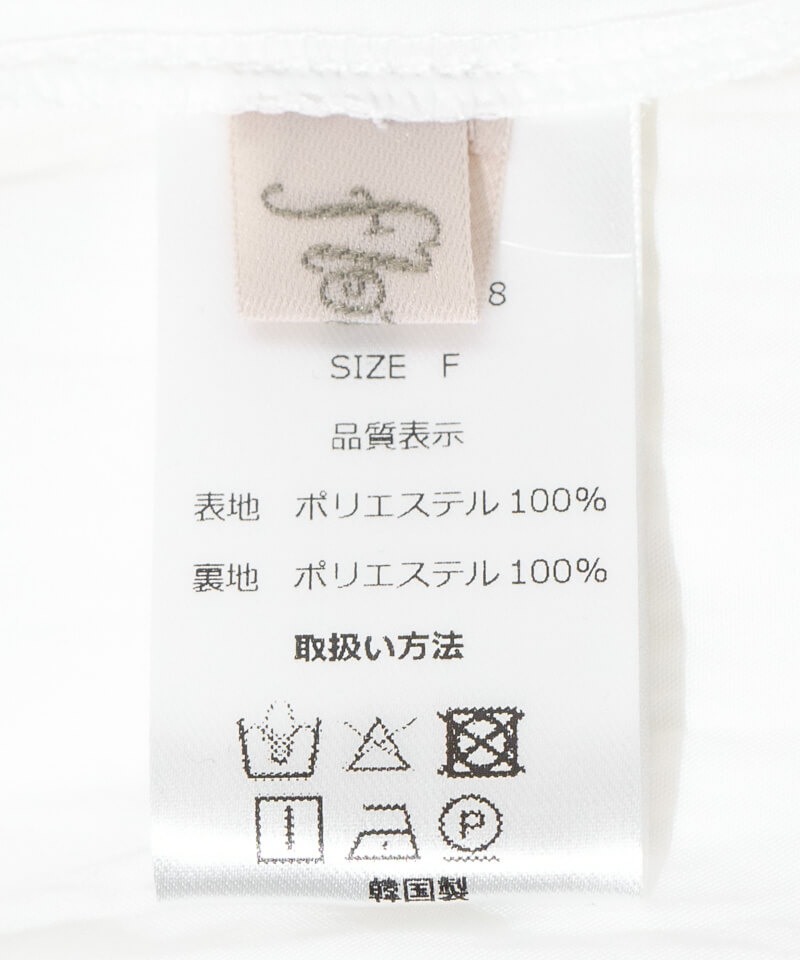 8
SIZE F
品質表示
表地 ポリエステル 100%
裏地 ポリエステル 100%
取扱い方法
P
韓国製